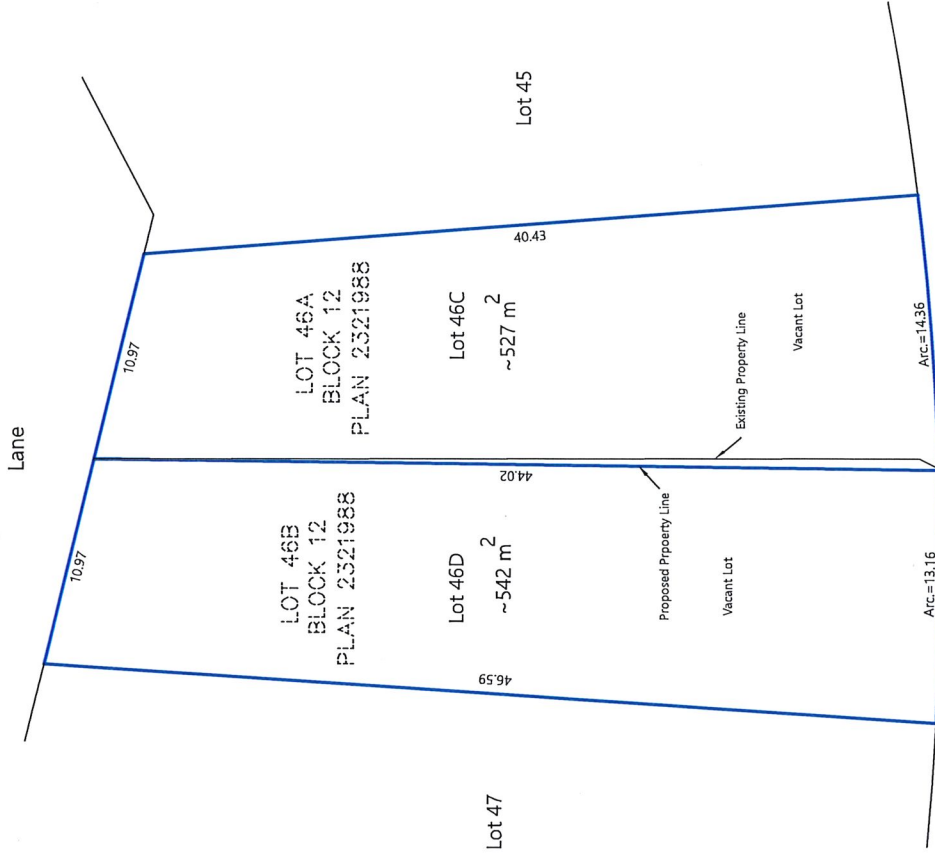 Lane
10.97
10.97
Lot 45
LOT 46A
BLOCK 12
PLAN 2321988
40.43
Lot 46C
~527 m2
Existing Property Line
Vacant Lot
Arc.=14.36
LOT 46B
BLOCK 12
PLAN 2321988
44.02
Lot 46D
~542 m2
Proposed Prpoerty Line
Vacant Lot
46.59
Arc.=13.16
Lot 47